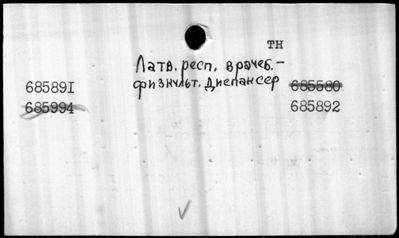 ТН
Латв. респ. врачеб.-
физкульт. диспансер
685891
685994
685580
685892